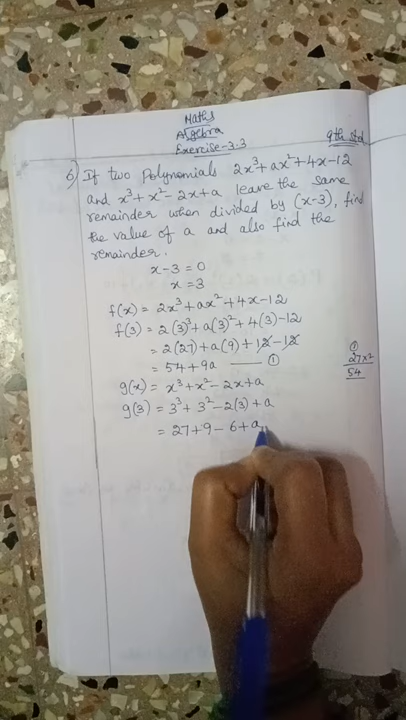 Maths
Algebra
Exercise-3.3
9th std
6) If two polynomials 2x³+ax²+4x-12
and x³+x²-2x+a leave the same
remainder when divided by (x-3), find
the value of a and also find the
remainder.
x-3=0
x=3
f(x) = 2x³+ax²+4x-12
f(3) = 2(3)³+a(3)²+4(3)-12
= 2(27)+a(9)+12-12
= 54+9a —— ①
①
27x2
54
g(x) = x³+x²-2x+a
g(3) = 3³+3²-2(3)+a
= 27+9-6+a